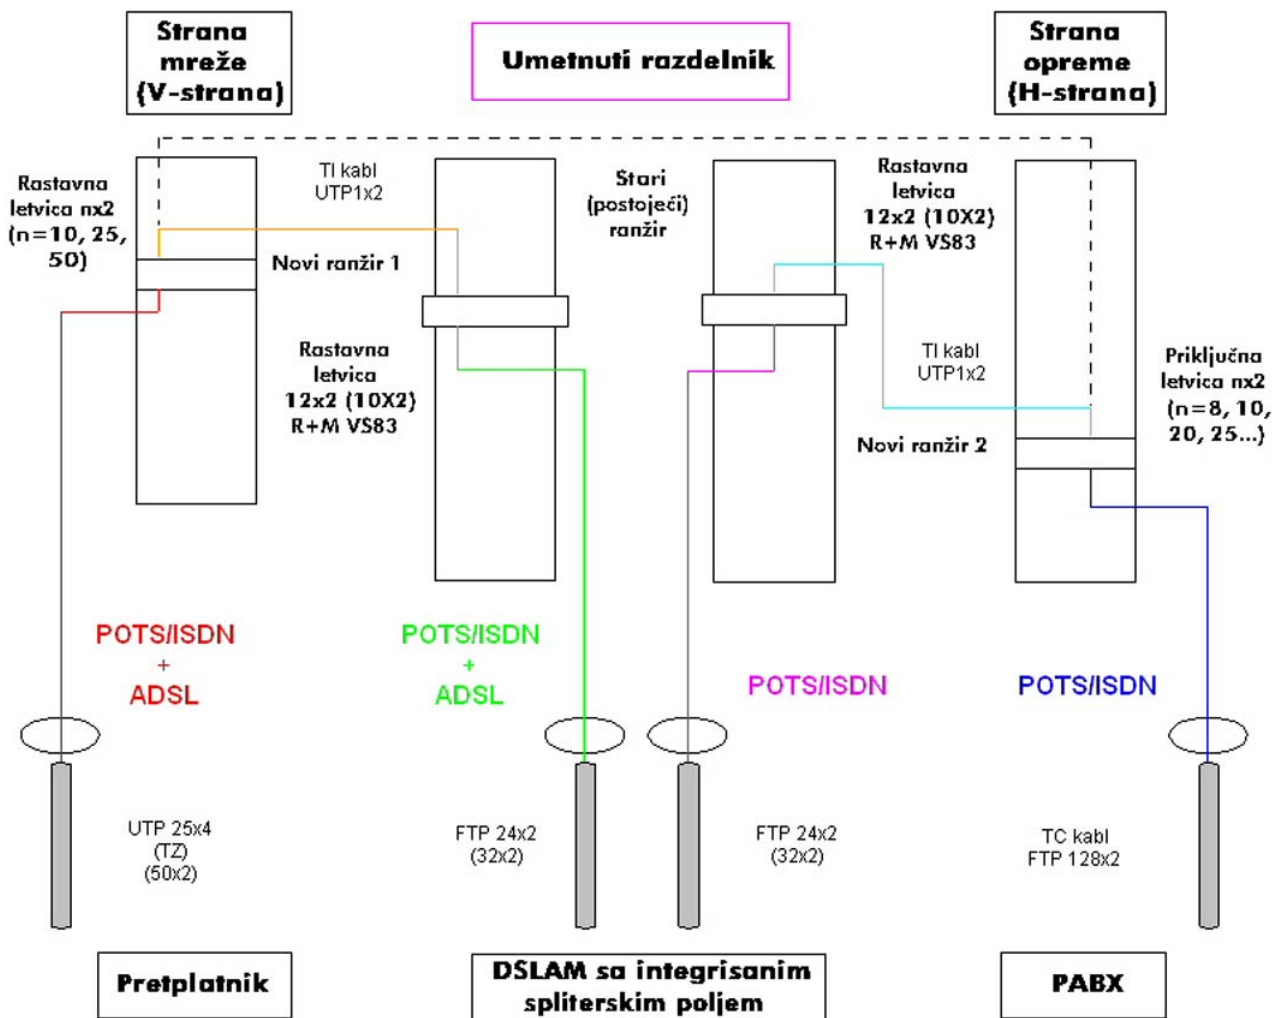 Strana
mreže
(V-strana)
Umetnuti razdelnik
Strana
opreme
(H-strana)
Rastavna
letvica nx2
(n=10, 25,
50)
TI kabl
UTP1x2
Novi ranžir 1
Stari
(postojeći)
ranžir
Rastavna
letvica
12x2 (10X2)
R+M VS83
Rastavna
letvica
12x2 (10X2)
R+M VS83
TI kabl
UTP1x2
Novi ranžir 2
Priključna
letvica nx2
(n=8, 10,
20, 25...)
POTS/ISDN
+
ADSL
POTS/ISDN
+
ADSL
POTS/ISDN
POTS/ISDN
UTP 25x4
(TZ)
(50x2)
FTP 24x2
(32x2)
FTP 24x2
(32x2)
TC kabl
FTP 128x2
Pretplatnik
DSLAM sa integrisanim
spliterskim poljem
PABX